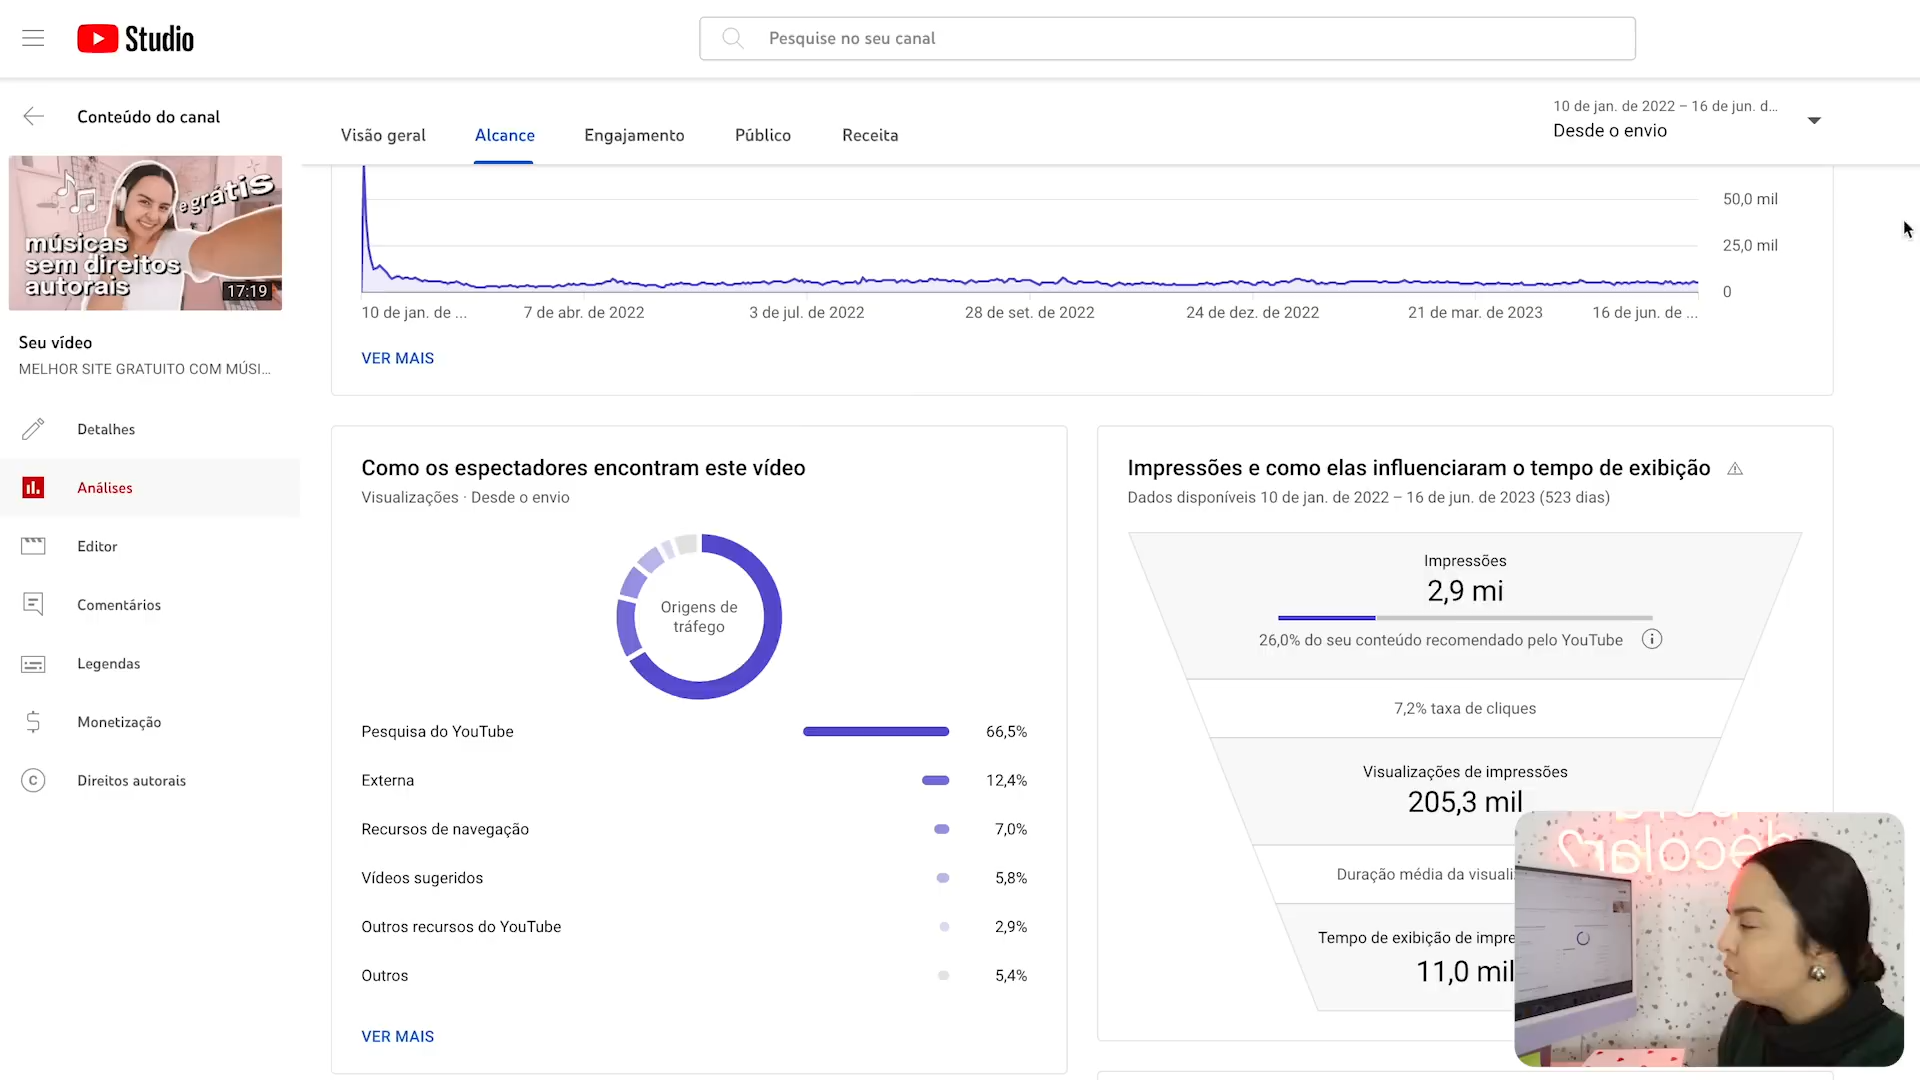 Studio
Pesquise no seu canal
Conteúdo do canal
Visão geral
Alcance
Engajamento
Público
Receita
10 de jan. de 2022 – 16 de jun. d...
Desde o envio
e grátis
músicas
sem direitos
autorais
17:19
Seu vídeo
MELHOR SITE GRATUITO COM MÚSI...
Detalhes
Análises
Editor
Comentários
Legendas
Monetização
Direitos autorais
50,0 mil
25,0 mil
0
10 de jan. de ...
7 de abr. de 2022
3 de jul. de 2022
28 de set. de 2022
24 de dez. de 2022
21 de mar. de 2023
16 de jun. de ...
VER MAIS
Como os espectadores encontram este vídeo
Visualizações · Desde o envio
Origens de
tráfego
Pesquisa do YouTube 66,5%
Externa 12,4%
Recursos de navegação 7,0%
Vídeos sugeridos 5,8%
Outros recursos do YouTube 2,9%
Outros 5,4%
VER MAIS
Impressões e como elas influenciaram o tempo de exibição
Dados disponíveis 10 de jan. de 2022 – 16 de jun. de 2023 (523 dias)
Impressões
2,9 mi
26,0% do seu conteúdo recomendado pelo YouTube
7,2% taxa de cliques
Visualizações de impressões
205,3 mil
Duração média da visuali
Tempo de exibição de impre
11,0 mil
decolar?